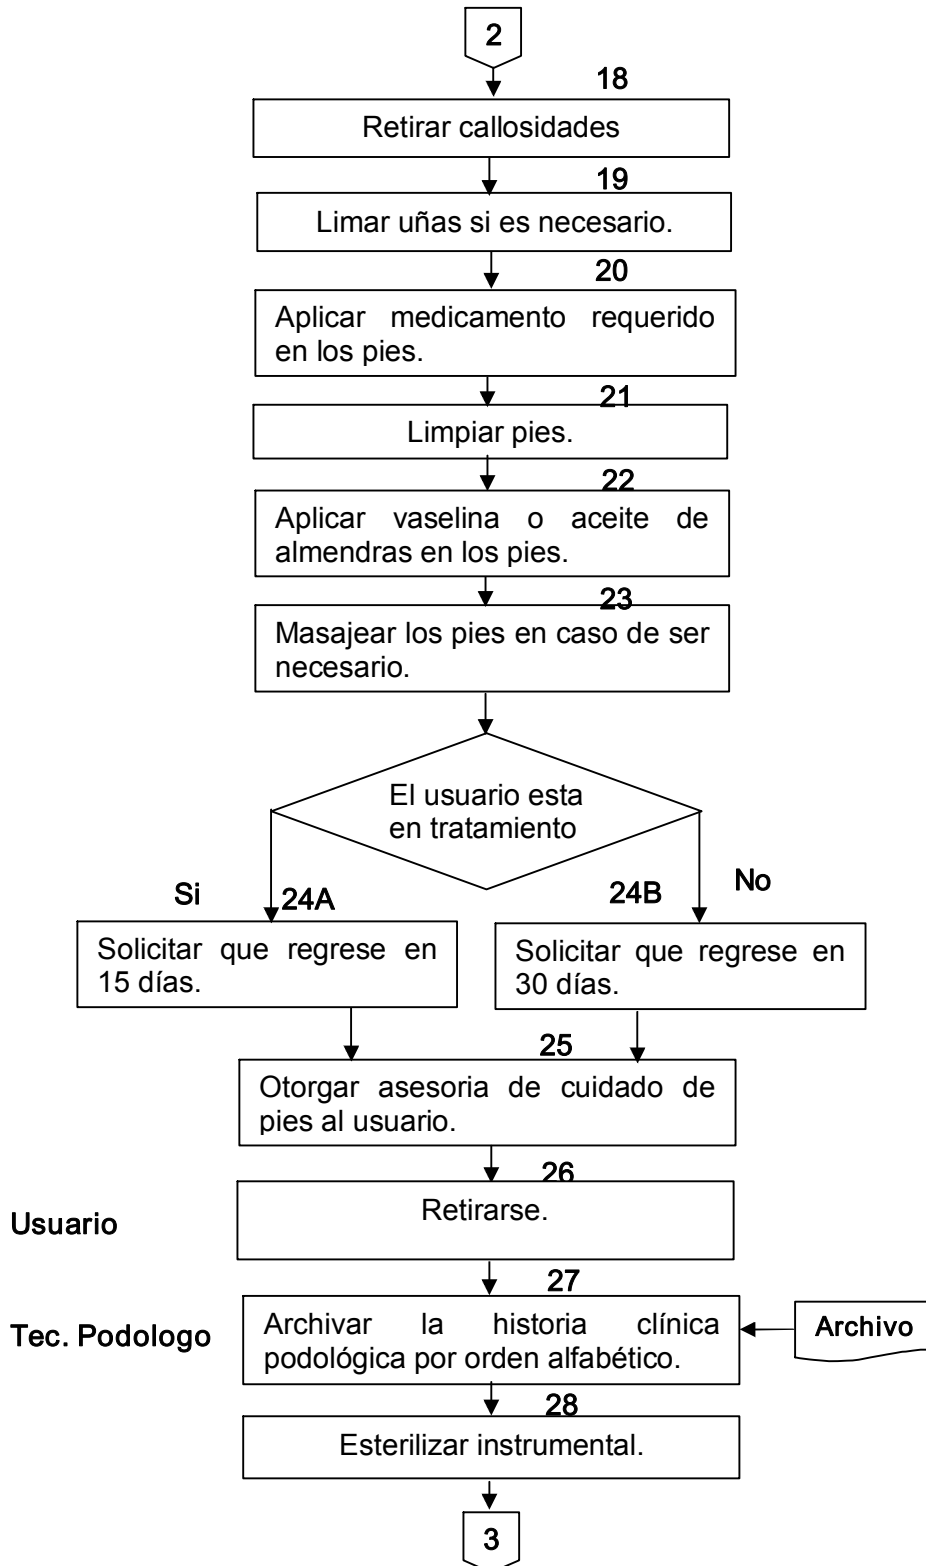 2
18
Retirar callosidades
19
Limar uñas si es necesario.
20
Aplicar medicamento requerido
en los pies.
21
Limpiar pies.
22
Aplicar vaselina o aceite de
almendras en los pies.
23
Masajear los pies en caso de ser
necesario.
El usuario esta
en tratamiento
Si
24A
24B
No
Solicitar que regrese en
15 días.
Solicitar que regrese en
30 días.
25
Otorgar asesoria de cuidado de
pies al usuario.
26
Usuario
Retirarse.
27
Tec. Podologo
Archivar la historia clínica
podológica por orden alfabético.
Archivo
28
Esterilizar instrumental.
3